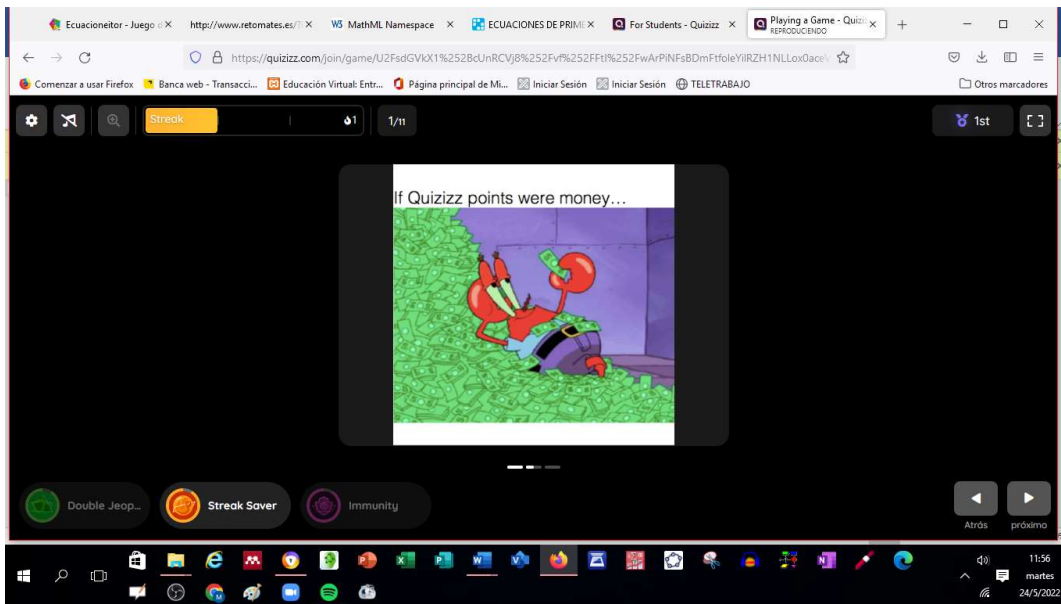 Ecuacioneitor - Juego d
http://www.retomates.es/
W3 MathML Namespace
ECUACIONES DE PRIME
For Students - Quizizz
Playing a Game - Quizi
REPRODUCIENDO
Comenzar a usar Firefox
Banca web - Transacci...
Educación Virtual: Entr...
Página principal de Mi...
Iniciar Sesión
Iniciar Sesión
TELETRABAJO
Otros marcadores
Streak
1
1/11
1st
If Quizizz points were money...
Double Jeop...
Streak Saver
Immunity
Atrás
próximo
11:56
martes
24/5/2022